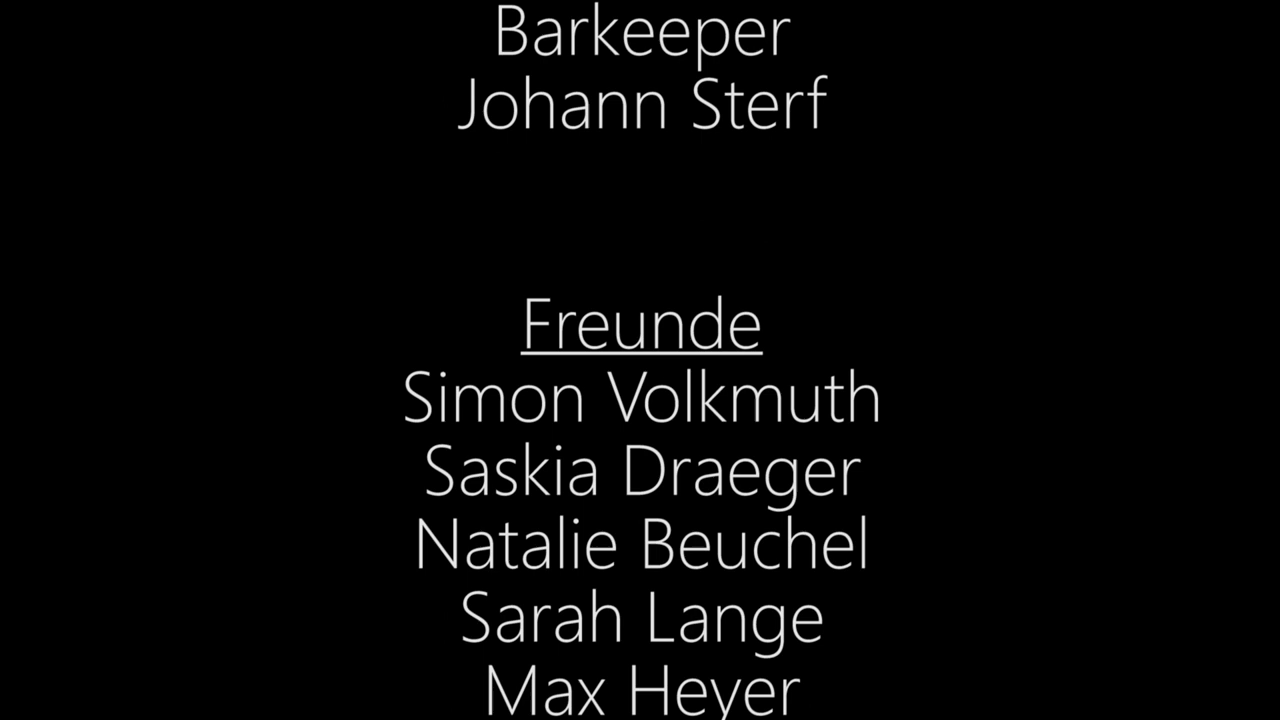 Barkeeper
Johann Sterf
Freunde
Simon Volkmuth
Saskia Draeger
Natalie Beuchel
Sarah Lange
Max Heyer